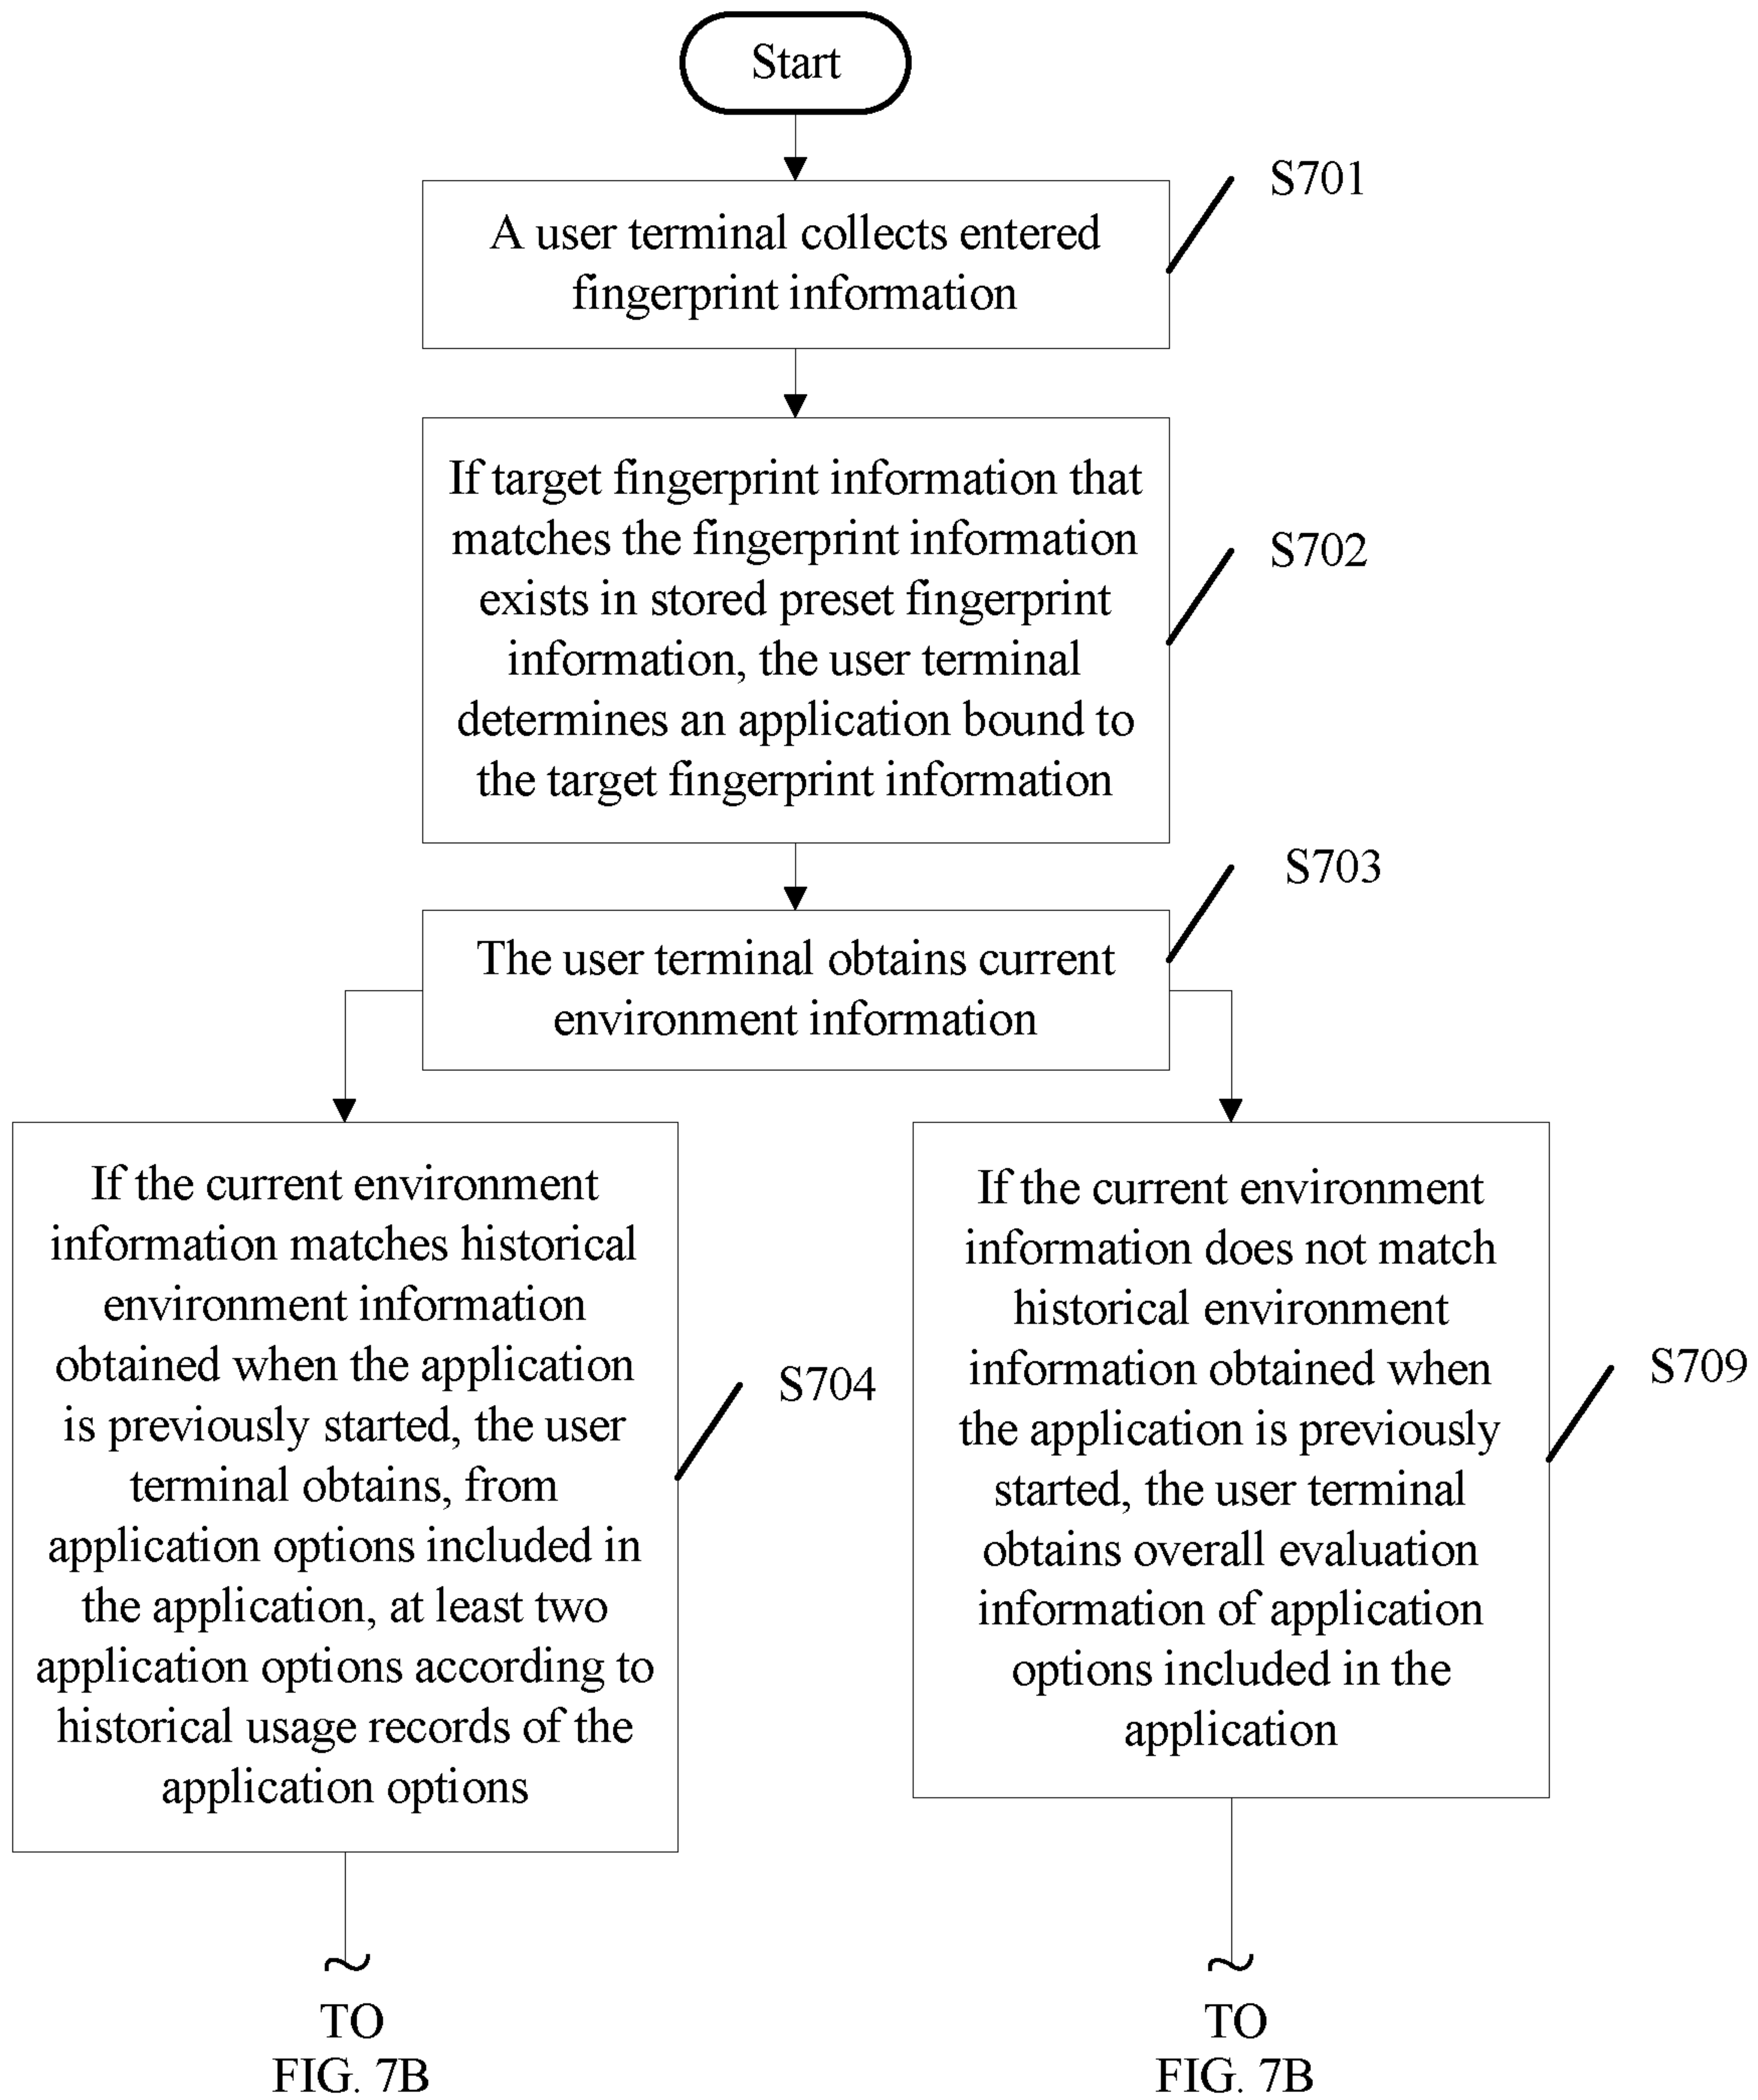 Start
S701
A user terminal collects entered
fingerprint information
If target fingerprint information that
matches the fingerprint information
exists in stored preset fingerprint
information, the user terminal
determines an application bound to
the target fingerprint information
S702
S703
The user terminal obtains current
environment information
If the current environment
information matches historical
environment information
obtained when the application
is previously started, the user
terminal obtains, from
application options included in
the application, at least two
application options according to
historical usage records of the
application options
S704
If the current environment
information does not match
historical environment
information obtained when
the application is previously
started, the user terminal
obtains overall evaluation
information of application
options included in the
application
S709
TO
FIG. 7B
TO
FIG. 7B